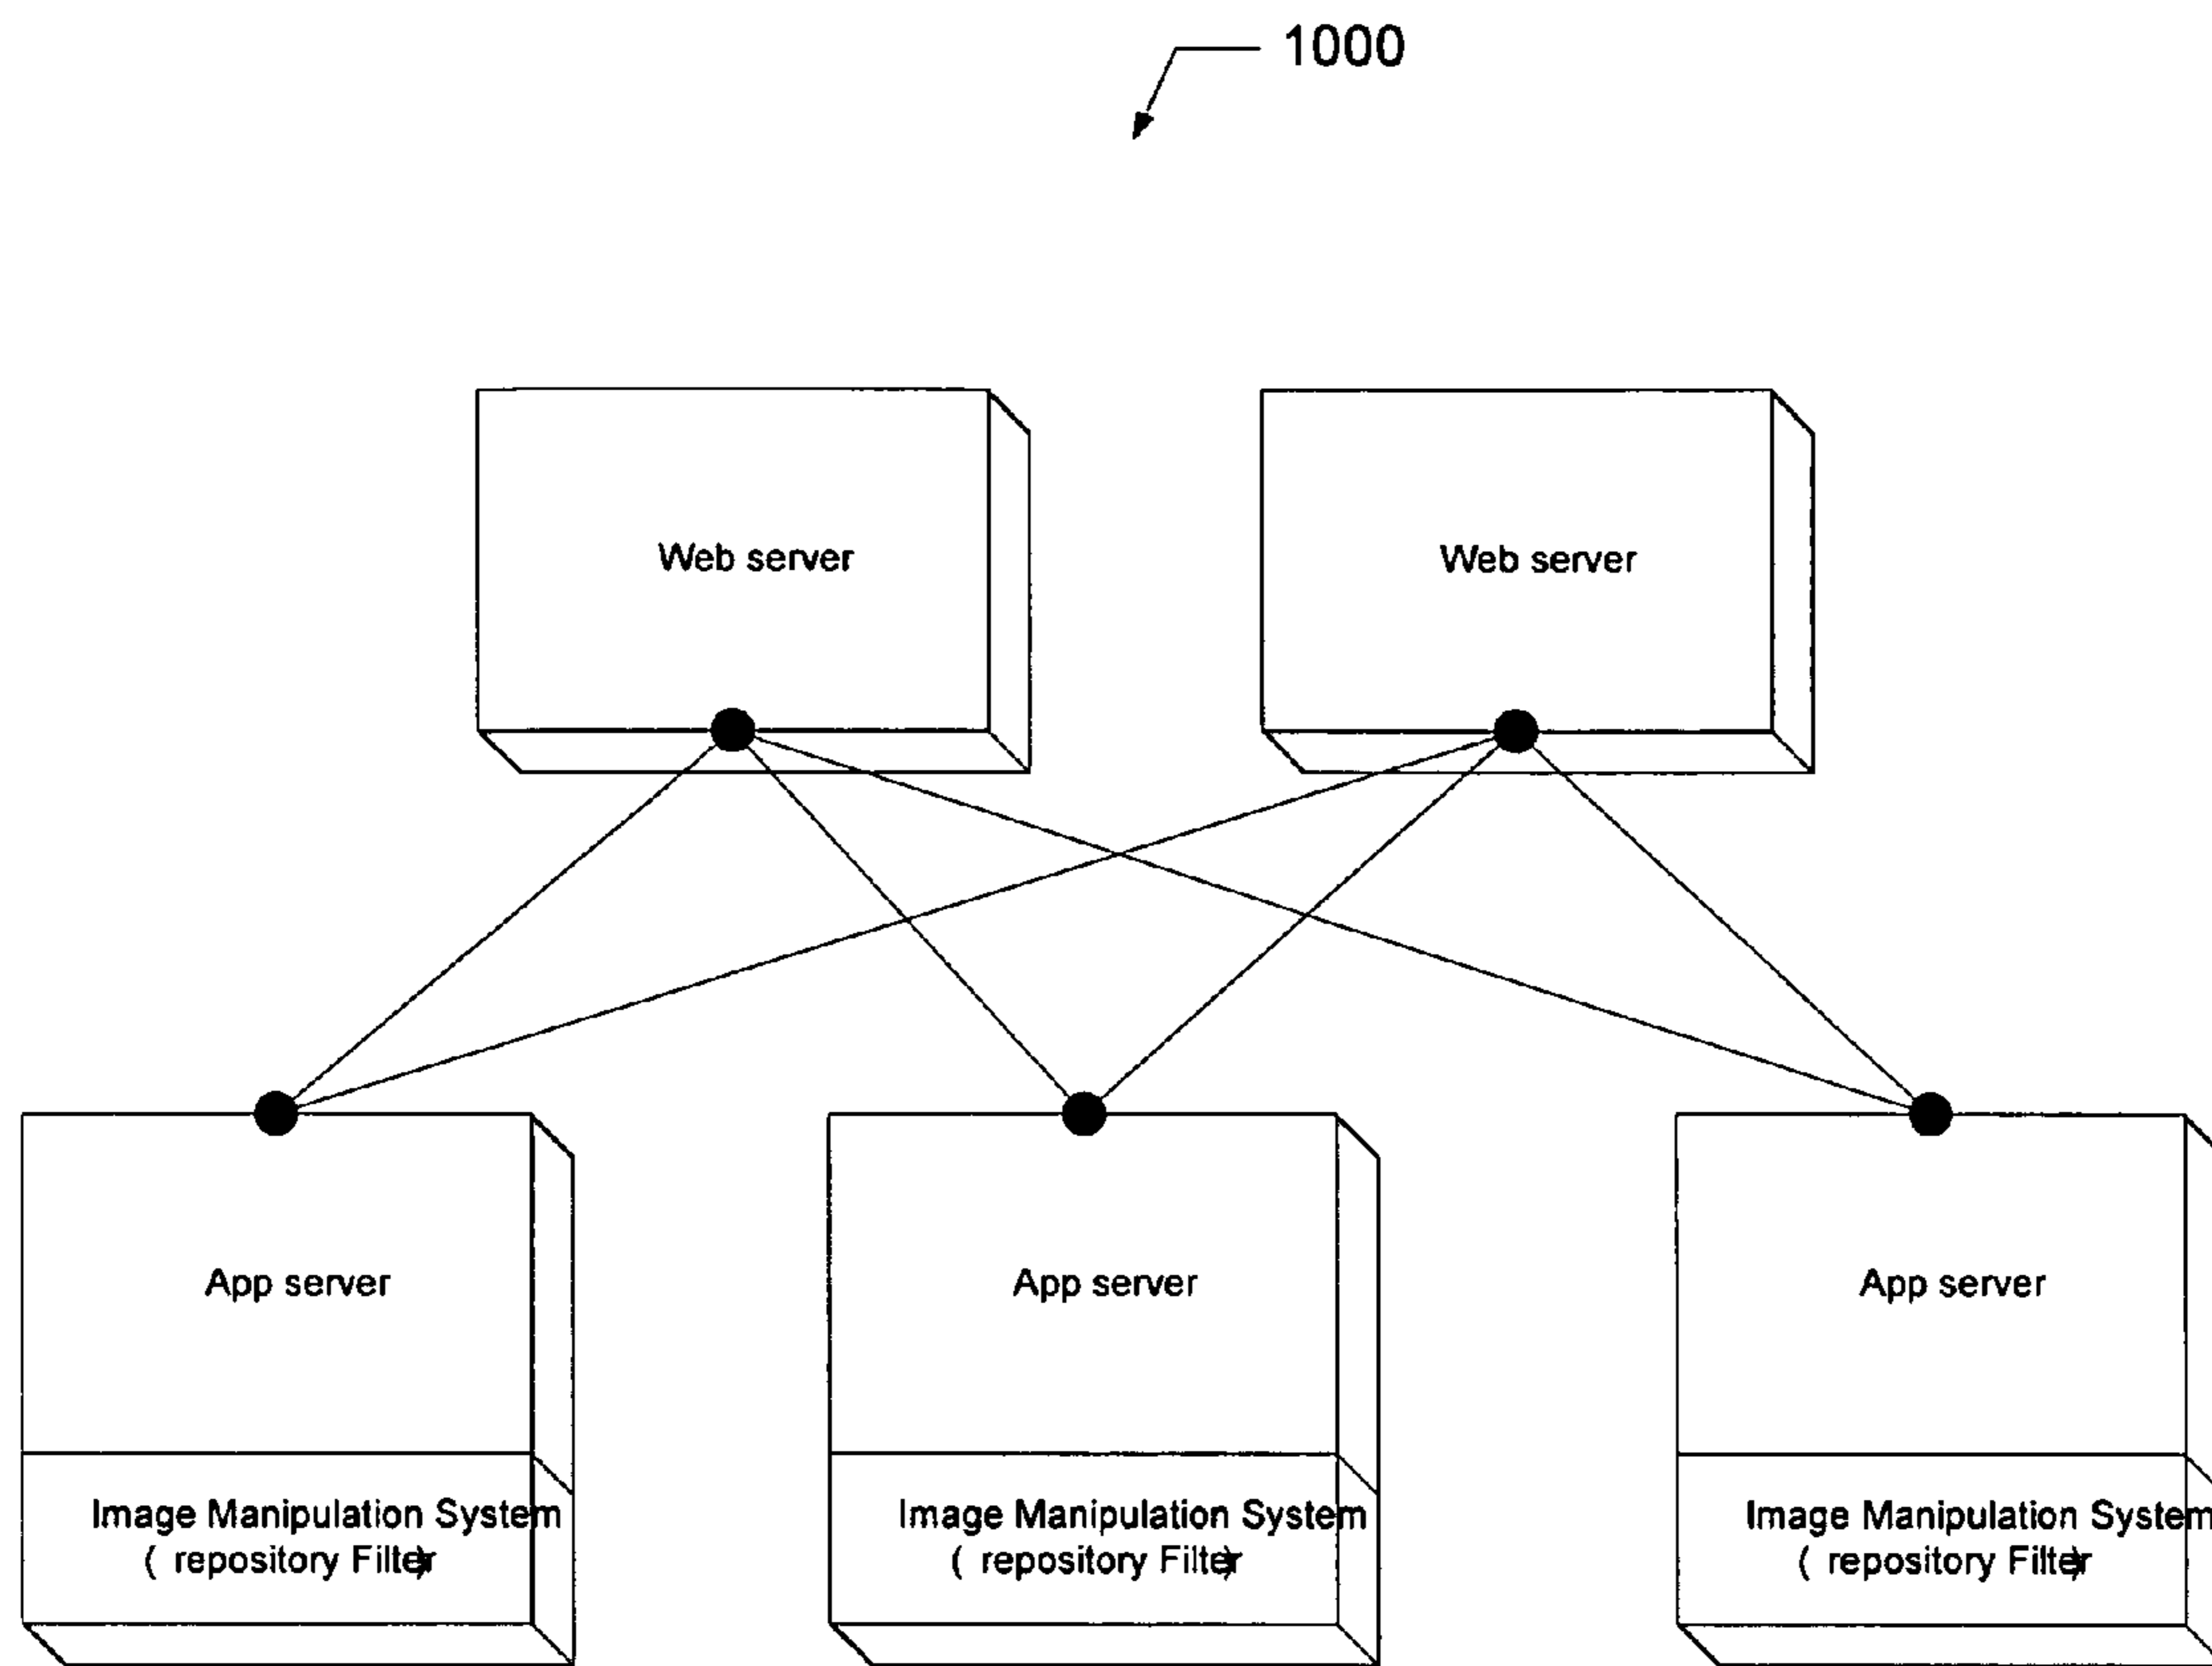 1000
Web server
Web server
App server
App server
App server
Image Manipulation System
( repository Filter)
Image Manipulation System
( repository Filter)
Image Manipulation System
( repository Filter)